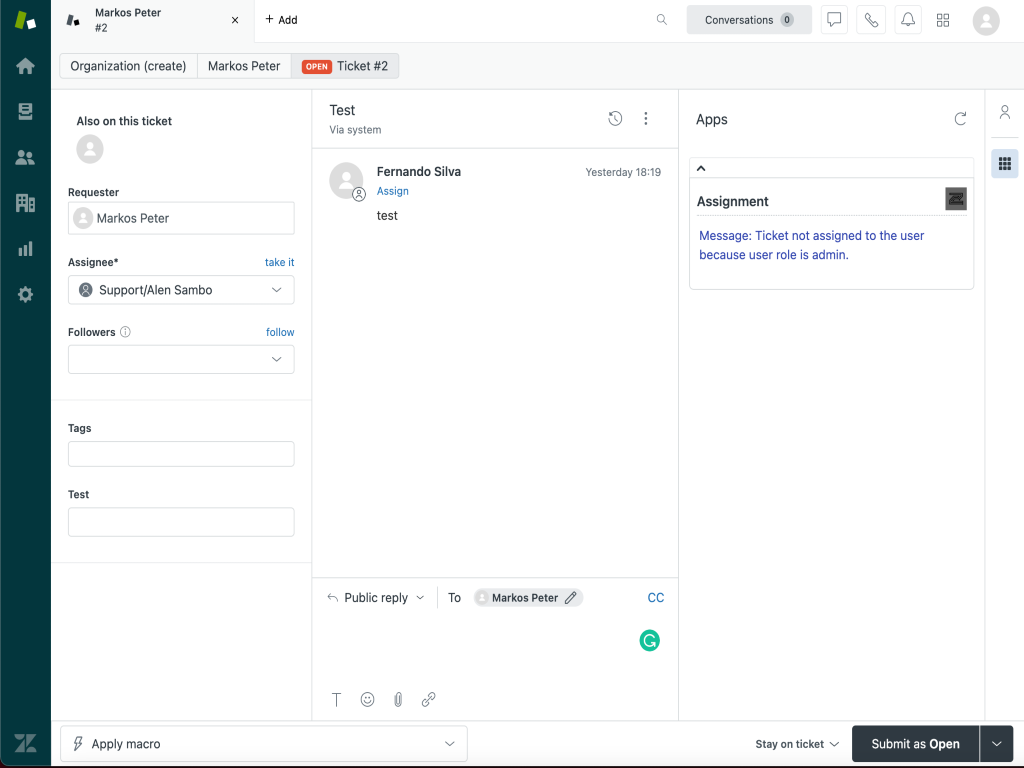 Markos Peter
#2
+ Add
Conversations 0
Organization (create)
Markos Peter
OPEN Ticket #2
Also on this ticket
Requester
Markos Peter
Assignee*
take it
Support/Alen Sambo
Followers
follow
Tags
Test
Test
Via system
Fernando Silva
Yesterday 18:19
Assign
test
Public reply
To
Markos Peter
CC
Apps
Assignment
Message: Ticket not assigned to the user
because user role is admin.
Apply macro
Stay on ticket
Submit as Open